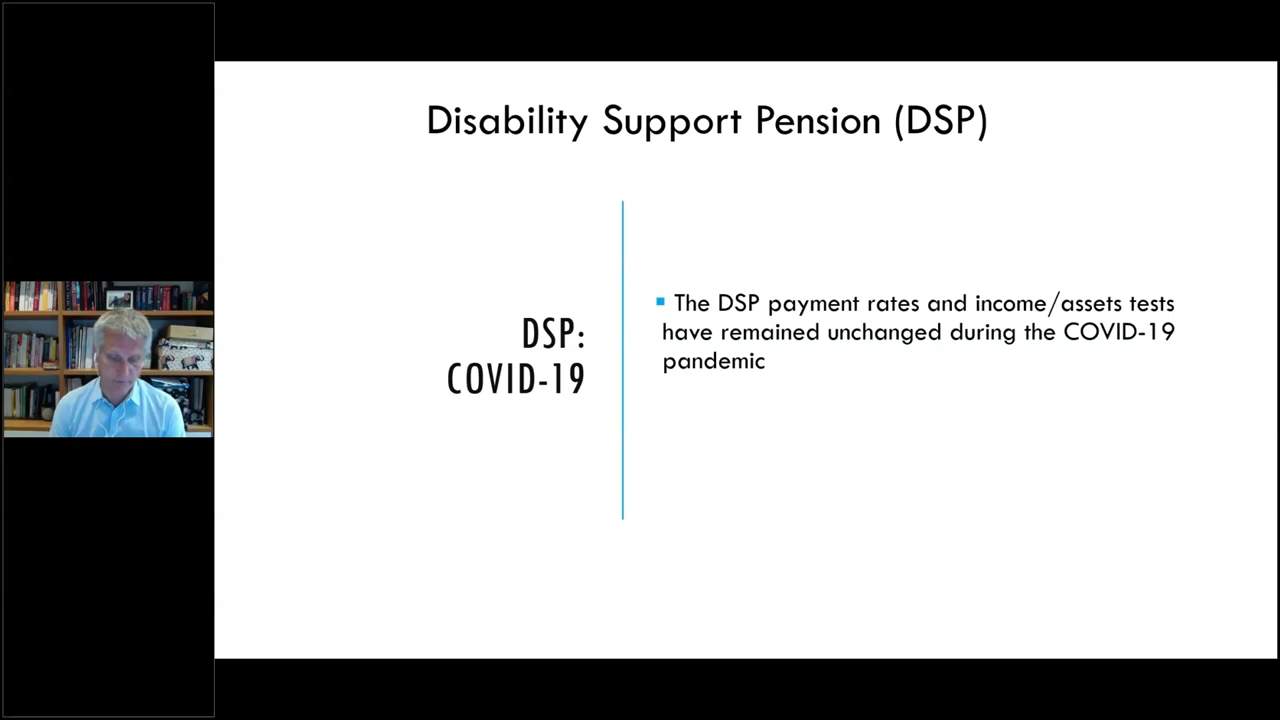 Disability Support Pension (DSP)
DSP:
COVID-19
The DSP payment rates and income/assets tests
have remained unchanged during the COVID-19
pandemic